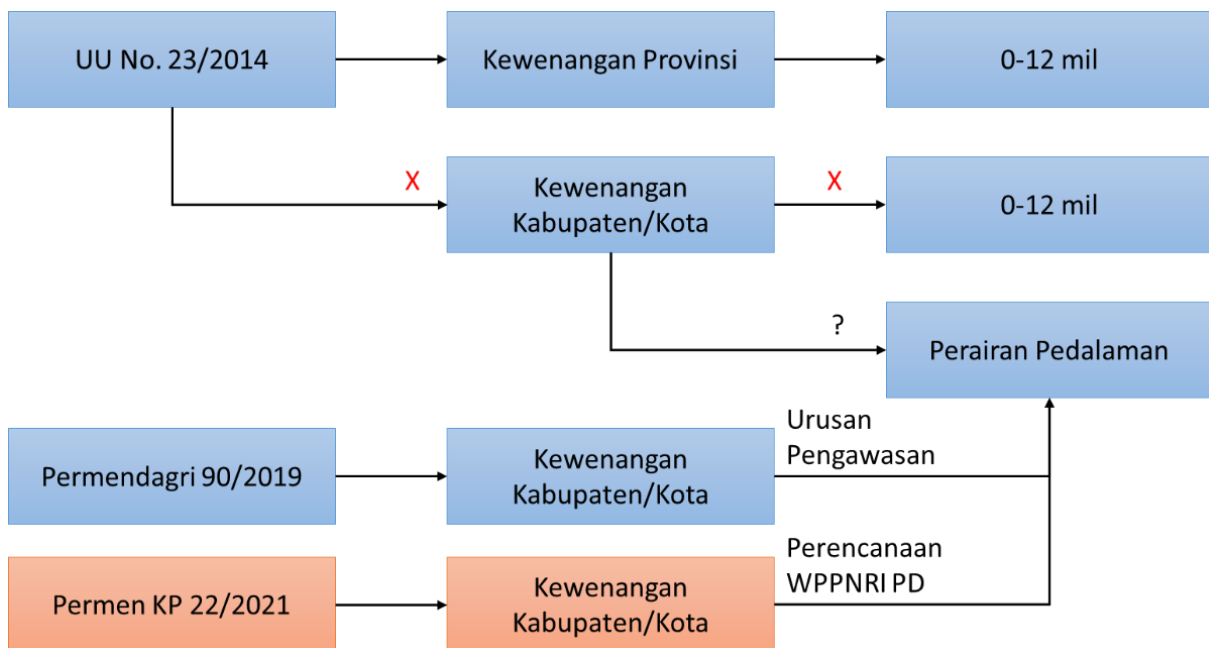 UU No. 23/2014
Kewenangan Provinsi
0-12 mil
X
Kewenangan
Kabupaten/Kota
X
0-12 mil
?
Perairan Pedalaman
Permendagri 90/2019
Kewenangan
Kabupaten/Kota
Urusan
Pengawasan
Permen KP 22/2021
Kewenangan
Kabupaten/Kota
Perencanaan
WPPNRI PD